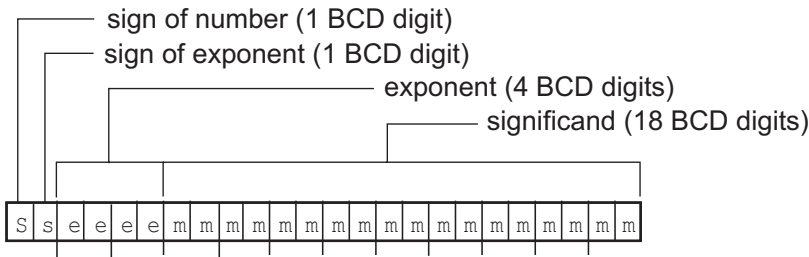 sign of number (1 BCD digit)
sign of exponent (1 BCD digit)
exponent (4 BCD digits)
significand (18 BCD digits)
S s e e e e m m m m m m m m m m m m m m m m m m